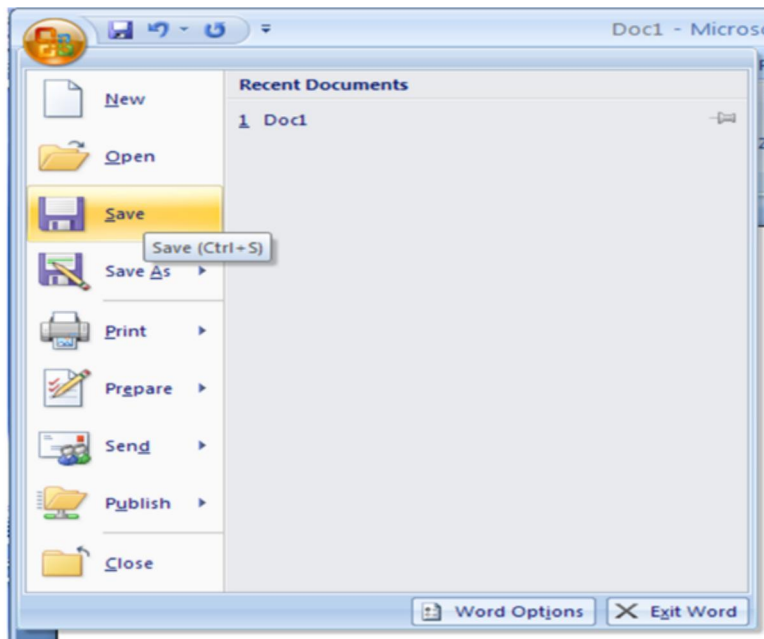 Doc1 - Micros
New
Open
Save
Save (Ctrl+S)
Save As
Print
Prepare
Send
Publish
Close
Recent Documents
1 Doc1
Word Options
Exit Word